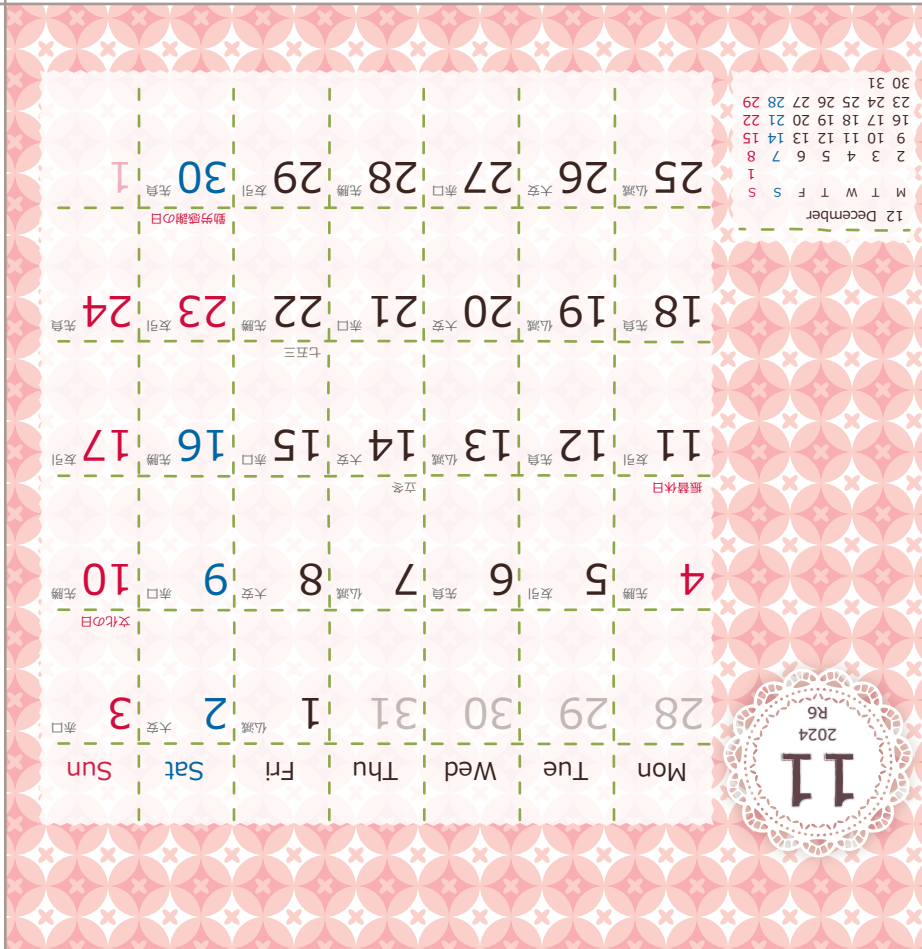 11
2024
R6
Mon Tue Wed Thu Fri Sat Sun
28 29 30 31 1 仏滅 2 大安 3 赤口
文化の日
4 先勝 5 友引 6 先負 7 仏滅 8 大安 9 赤口 10 先勝
振替休日 立冬
11 友引 12 先負 13 仏滅 14 大安 15 赤口 16 先勝 17 友引
七五三
18 先負 19 仏滅 20 大安 21 赤口 22 先勝 23 友引 24 先負
勤労感謝の日
25 仏滅 26 大安 27 赤口 28 先勝 29 友引 30 先負 1
12 December
M T W T F S S
1
2 3 4 5 6 7 8
9 10 11 12 13 14 15
16 17 18 19 20 21 22
23 24 25 26 27 28 29
30 31